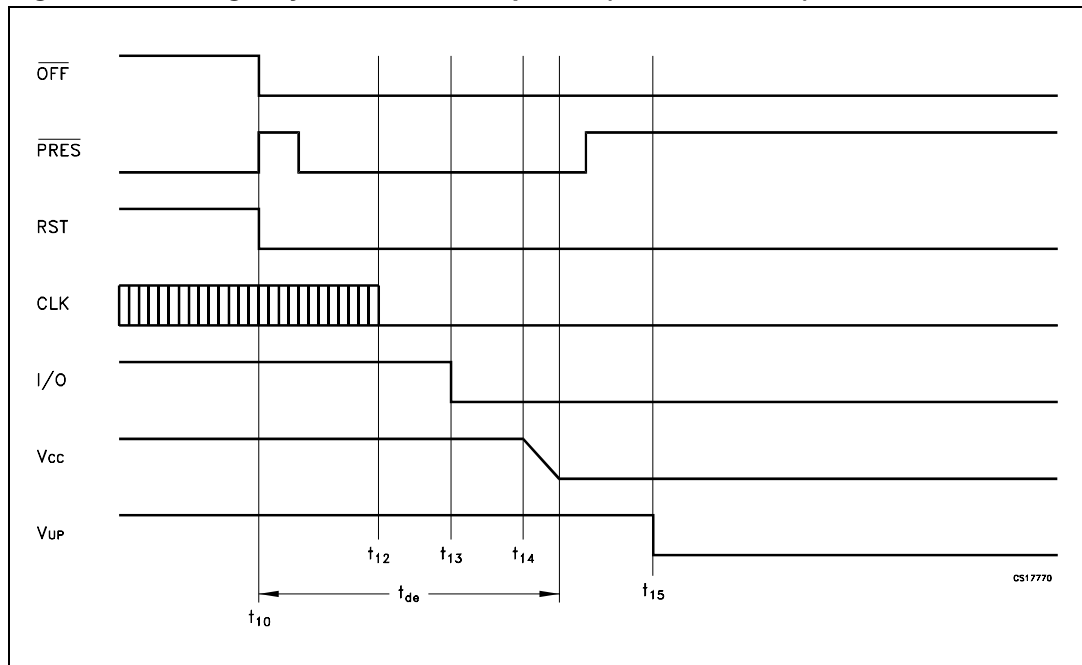 OFF
PRES
RST
CLK
I/O
Vcc
VUP
t12
t13
t14
t15
tde
t10
CS17770